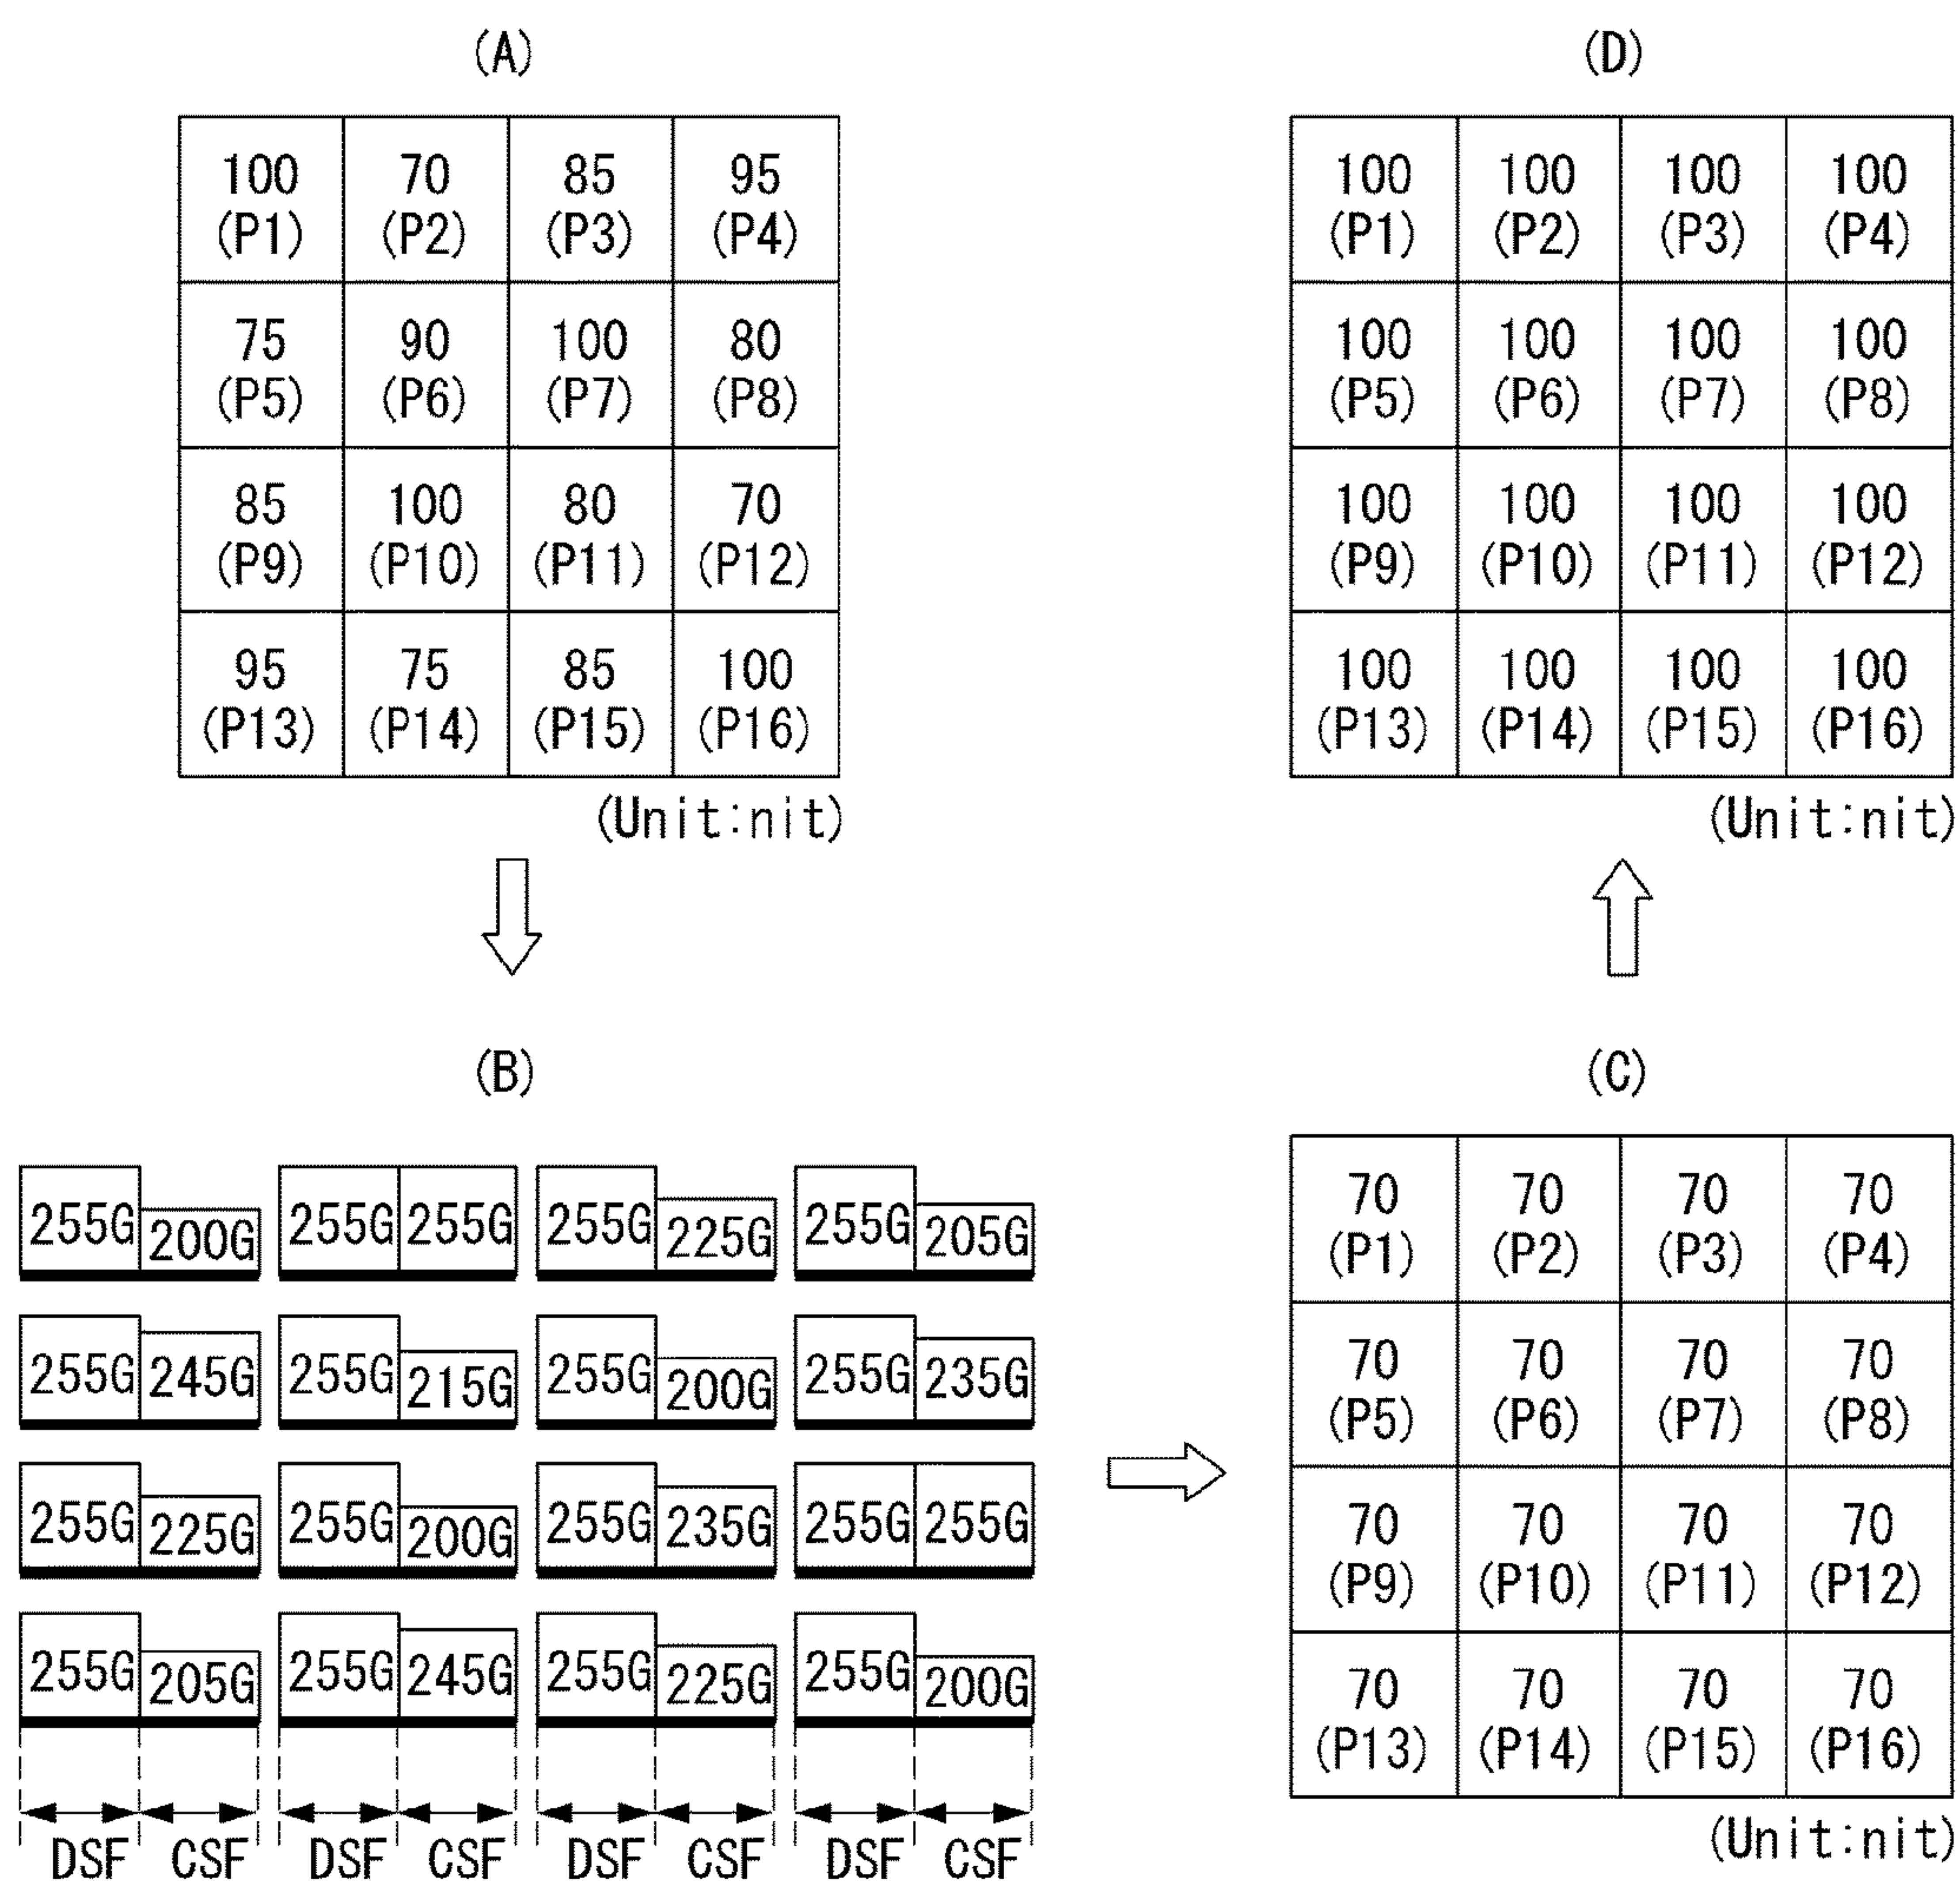 (A)
100 70 85 95
(P1) (P2) (P3) (P4)
75 90 100 80
(P5) (P6) (P7) (P8)
85 100 80 70
(P9) (P10) (P11) (P12)
95 75 85 100
(P13) (P14) (P15) (P16)
(Unit:nit)
(D)
100 100 100 100
(P1) (P2) (P3) (P4)
100 100 100 100
(P5) (P6) (P7) (P8)
100 100 100 100
(P9) (P10) (P11) (P12)
100 100 100 100
(P13) (P14) (P15) (P16)
(Unit:nit)
(B)
255G 200G 255G 255G 255G 225G 255G 205G
255G 245G 255G 215G 255G 200G 255G 235G
255G 225G 255G 200G 255G 235G 255G 255G
255G 205G 255G 245G 255G 225G 255G 200G
DSF CSF DSF CSF DSF CSF DSF CSF
(C)
70 70 70 70
(P1) (P2) (P3) (P4)
70 70 70 70
(P5) (P6) (P7) (P8)
70 70 70 70
(P9) (P10) (P11) (P12)
70 70 70 70
(P13) (P14) (P15) (P16)
(Unit:nit)